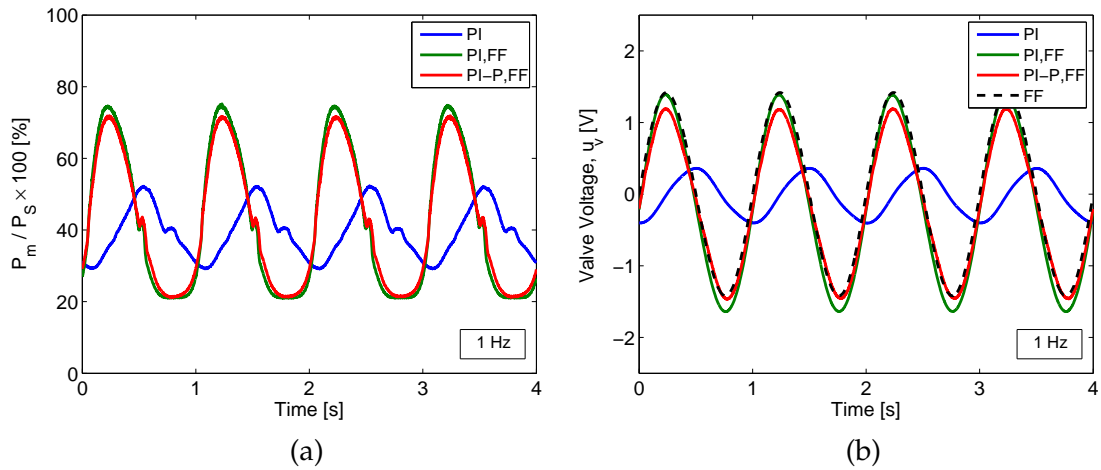 100
80
60
40
20
0
P_m / P_S × 100 [%]
PI
PI,FF
PI−P,FF
1 Hz
0 1 2 3 4
Time [s]
(a)
2
1
0
−1
−2
Valve Voltage, u_v [V]
PI
PI,FF
PI−P,FF
FF
1 Hz
0 1 2 3 4
Time [s]
(b)